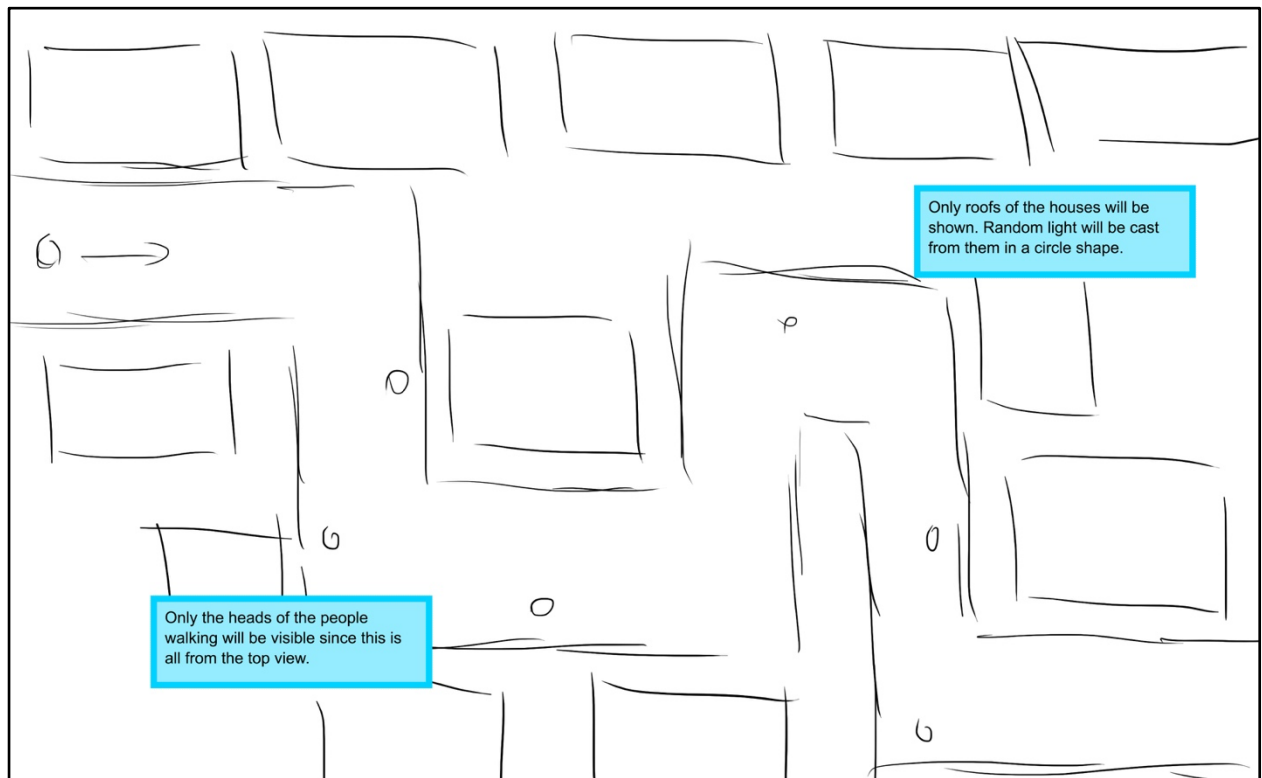 Only roofs of the houses will be
shown. Random light will be cast
from them in a circle shape.
Only the heads of the people
walking will be visible since this is
all from the top view.